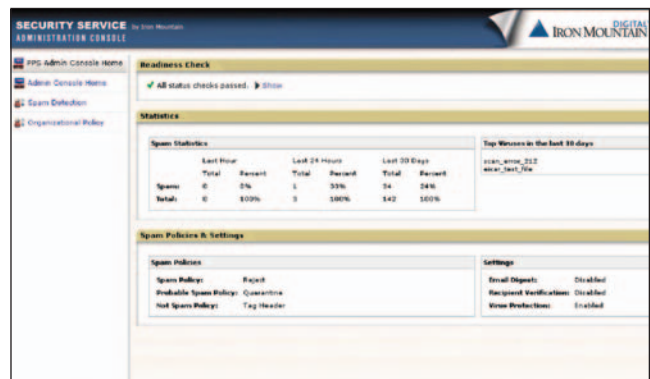 SECURITY SERVICE by Iron Mountain
ADMINISTRATION CONSOLE
IRON MOUNTAIN
DIGITAL
PPS Admin Console Home
Admin Console Home
Spam Detection
Organizational Policy
Readiness Check
All status checks passed. Show
Statistics
Spam Statistics
Last Hour Last 24 Hours Last 30 Days
Total Percent Total Percent Total Percent
Spam: 0 0% 1 33% 34 24%
Total: 0 100% 3 100% 142 100%
Top Viruses in the last 30 days
scan_error_212
eicar_test_file
Spam Policies & Settings
Spam Policies
Spam Policy: Reject
Probable Spam Policy: Quarantine
Not Spam Policy: Tag Header
Settings
Email Digest: Disabled
Recipient Verification: Disabled
Virus Protection: Enabled